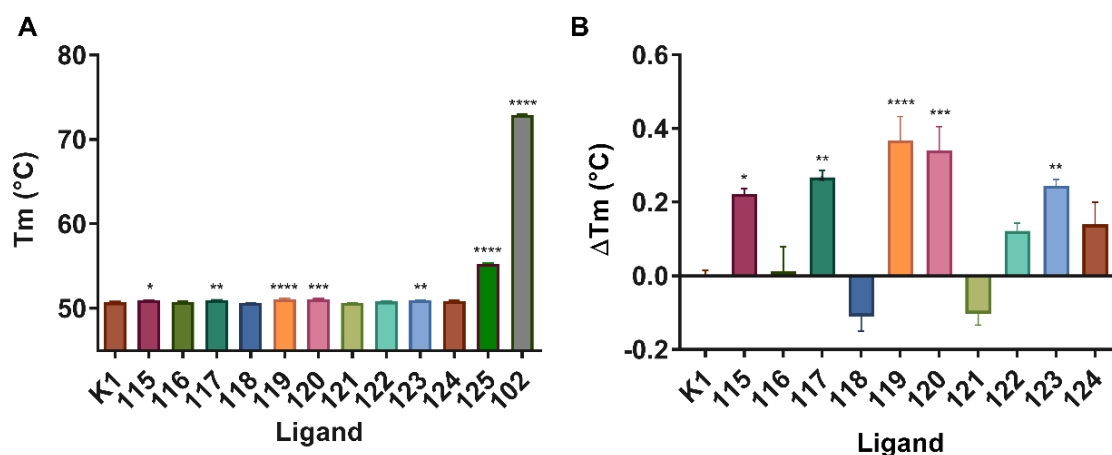 A
Tm (°C)
80
70
60
50
* ** **** *** ** **** ****
K1 115 116 117 118 119 120 121 122 123 124 125 102
Ligand
B
ΔTm (°C)
0.6
0.4
0.2
0.0
-0.2
* ** **** *** **
K1 115 116 117 118 119 120 121 122 123 124
Ligand